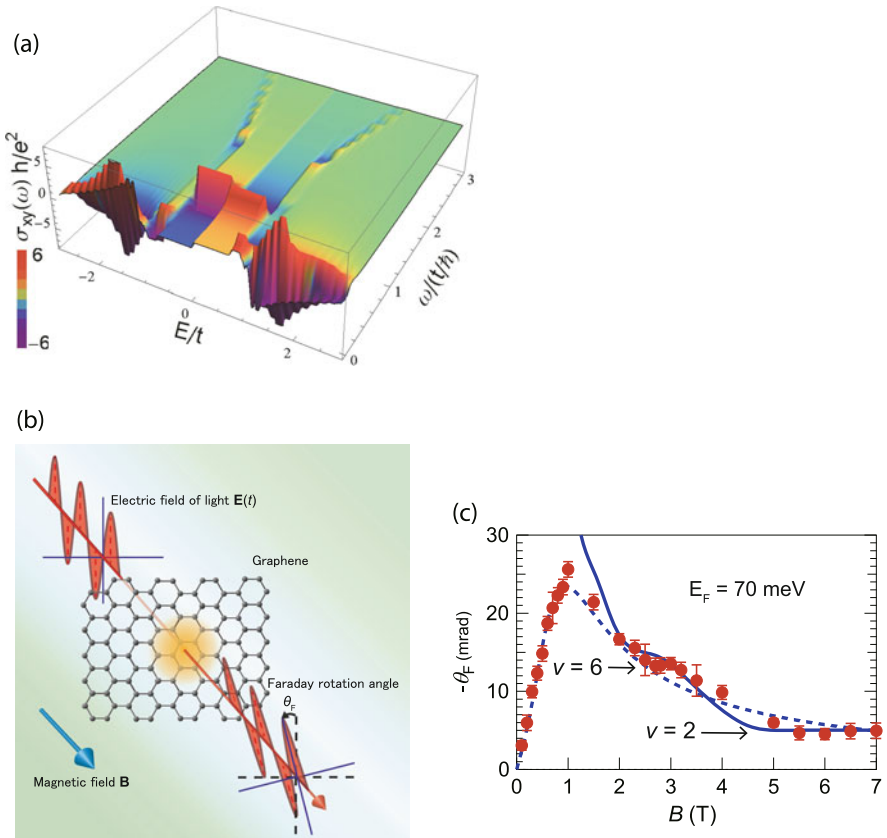 (a)
σxy(ω) h/e²
5
0
-5
6
-6
-2
0
2
E/t
0
1
2
3
ω/(t/ħ)
(b)
Electric field of light E(t)
Graphene
Faraday rotation angle
θF
Magnetic field B
(c)
30
20
10
0
-θF (mrad)
EF = 70 meV
ν = 6
ν = 2
0 1 2 3 4 5 6 7
B (T)